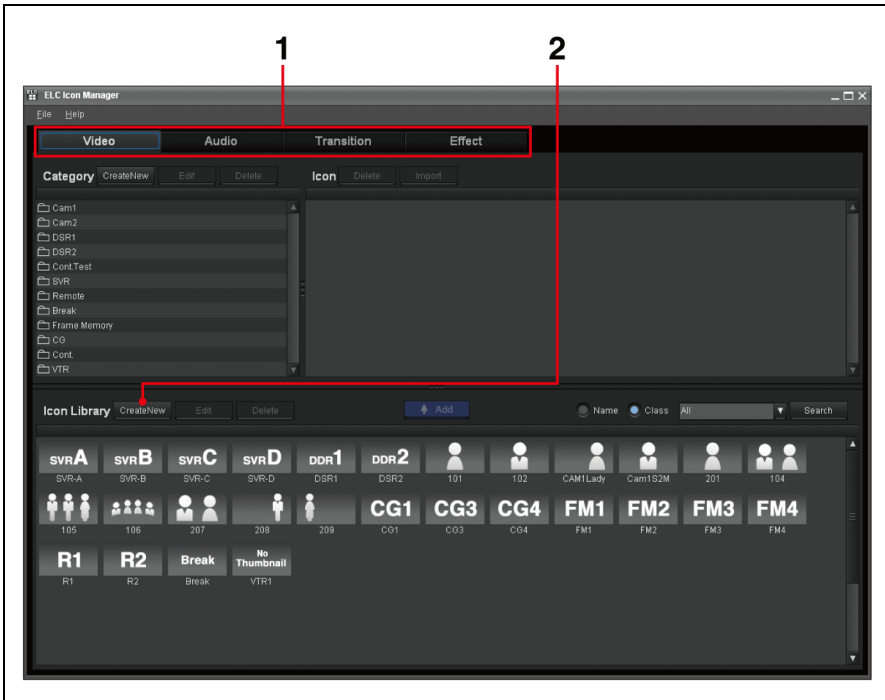 1 2
ELC Icon Manager
File Help
Video Audio Transition Effect
Category CreateNew Edit Delete Icon Delete Import
Cam1
Cam2
DSR1
DSR2
Cont.Test
SVR
Remote
Break
Frame Memory
CG
Cont.
VTR
Icon Library CreateNew Edit Delete Add Name Class All Search
SVRA SVRB SVRC SVRD DDR1 DDR2
SVR-A SVR-B SVR-C SVR-D DSR1 DSR2 101 102 CAM1Lady Cam1S2M 201 104
CG1 CG3 CG4 FM1 FM2 FM3 FM4
105 106 207 208 209 CG1 CG3 CG4 FM1 FM2 FM3 FM4
R1 R2 Break No Thumbnail
R1 R2 Break VTR1